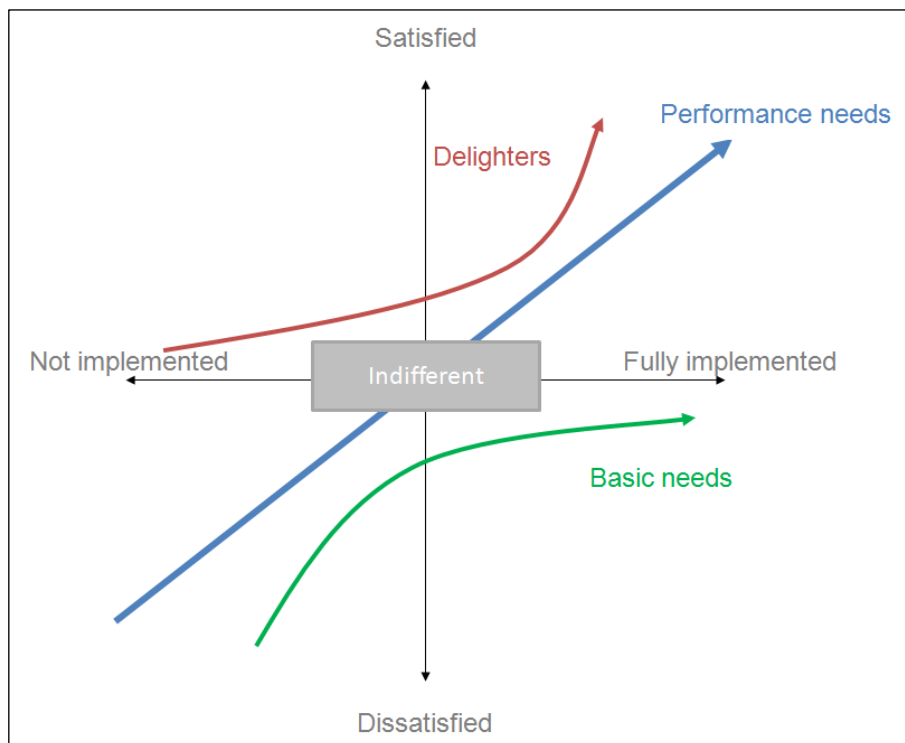 Satisfied
Performance needs
Delighters
Not implemented
Indifferent
Fully implemented
Basic needs
Dissatisfied